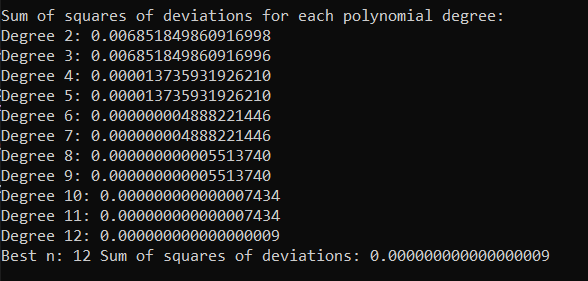 Sum of squares of deviations for each polynomial degree:
Degree 2: 0.006851849860916998
Degree 3: 0.006851849860916996
Degree 4: 0.000013735931926210
Degree 5: 0.000013735931926210
Degree 6: 0.000000004888221446
Degree 7: 0.000000004888221446
Degree 8: 0.000000000005513740
Degree 9: 0.000000000005513740
Degree 10: 0.000000000000007434
Degree 11: 0.000000000000007434
Degree 12: 0.000000000000000009
Best n: 12 Sum of squares of deviations: 0.000000000000000009